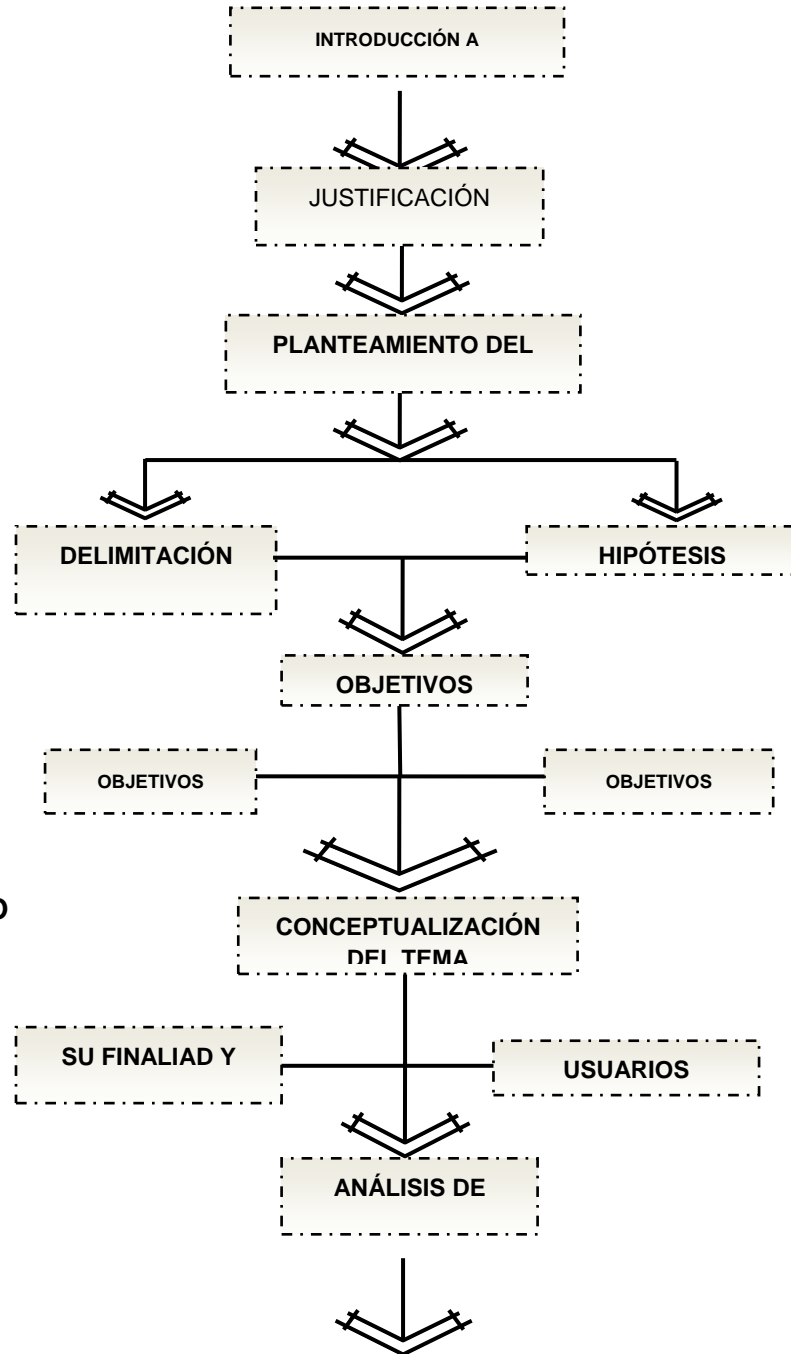 INTRODUCCIÓN A
JUSTIFICACIÓN
PLANTEAMIENTO DEL
DELIMITACIÓN
HIPÓTESIS
OBJETIVOS
OBJETIVOS
OBJETIVOS
CONCEPTUALIZACIÓN
DEL TEMA
SU FINALIAD Y
USUARIOS
ANÁLISIS DE